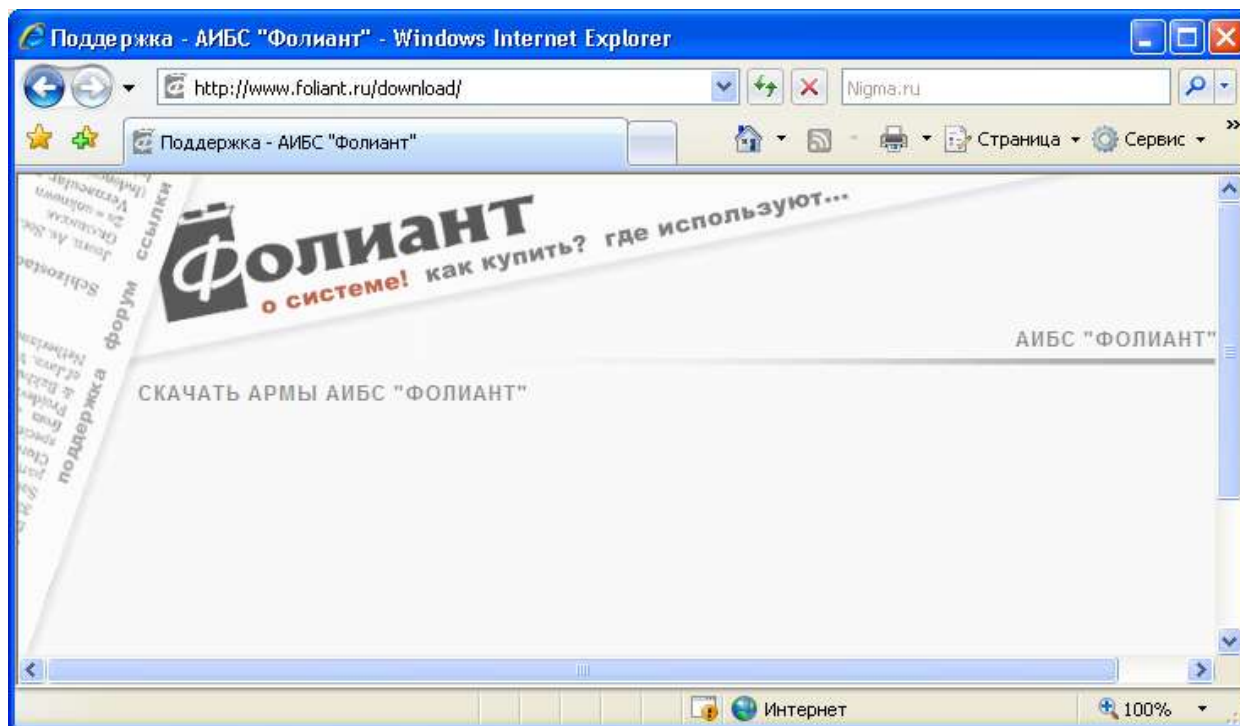 Поддержка - АИБС "Фолиант" - Windows Internet Explorer
http://www.foliant.ru/download/
Nigma.ru
Поддержка - АИБС "Фолиант"
Страница
Сервис
»
Фолиант
о системе! как купить? где используют...
поддержка форум ссылки
АИБС "ФОЛИАНТ"
СКАЧАТЬ АРМЫ АИБС "ФОЛИАНТ"
Интернет
100%